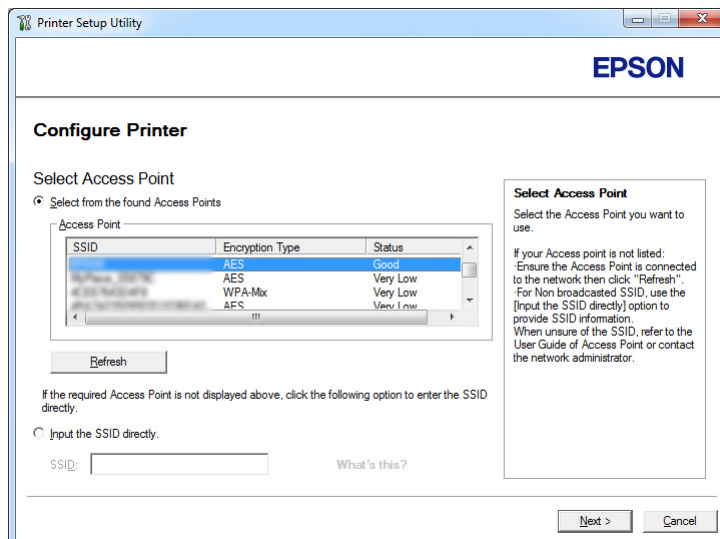 Printer Setup Utility
EPSON
Configure Printer
Select Access Point
Select from the found Access Points
Access Point
SSID Encryption Type Status
AES Good
AES Very Low
WPA-Mix Very Low
AES Very Low
Refresh
If the required Access Point is not displayed above, click the following option to enter the SSID
directly.
Input the SSID directly.
SSID: What's this?
Select Access Point
Select the Access Point you want to
use.
If your Access point is not listed:
-Ensure the Access Point is connected
to the network then click "Refresh".
-For Non broadcasted SSID, use the
[Input the SSID directly] option to
provide SSID information.
When unsure of the SSID, refer to the
User Guide of Access Point or contact
the network administrator.
Next > Cancel